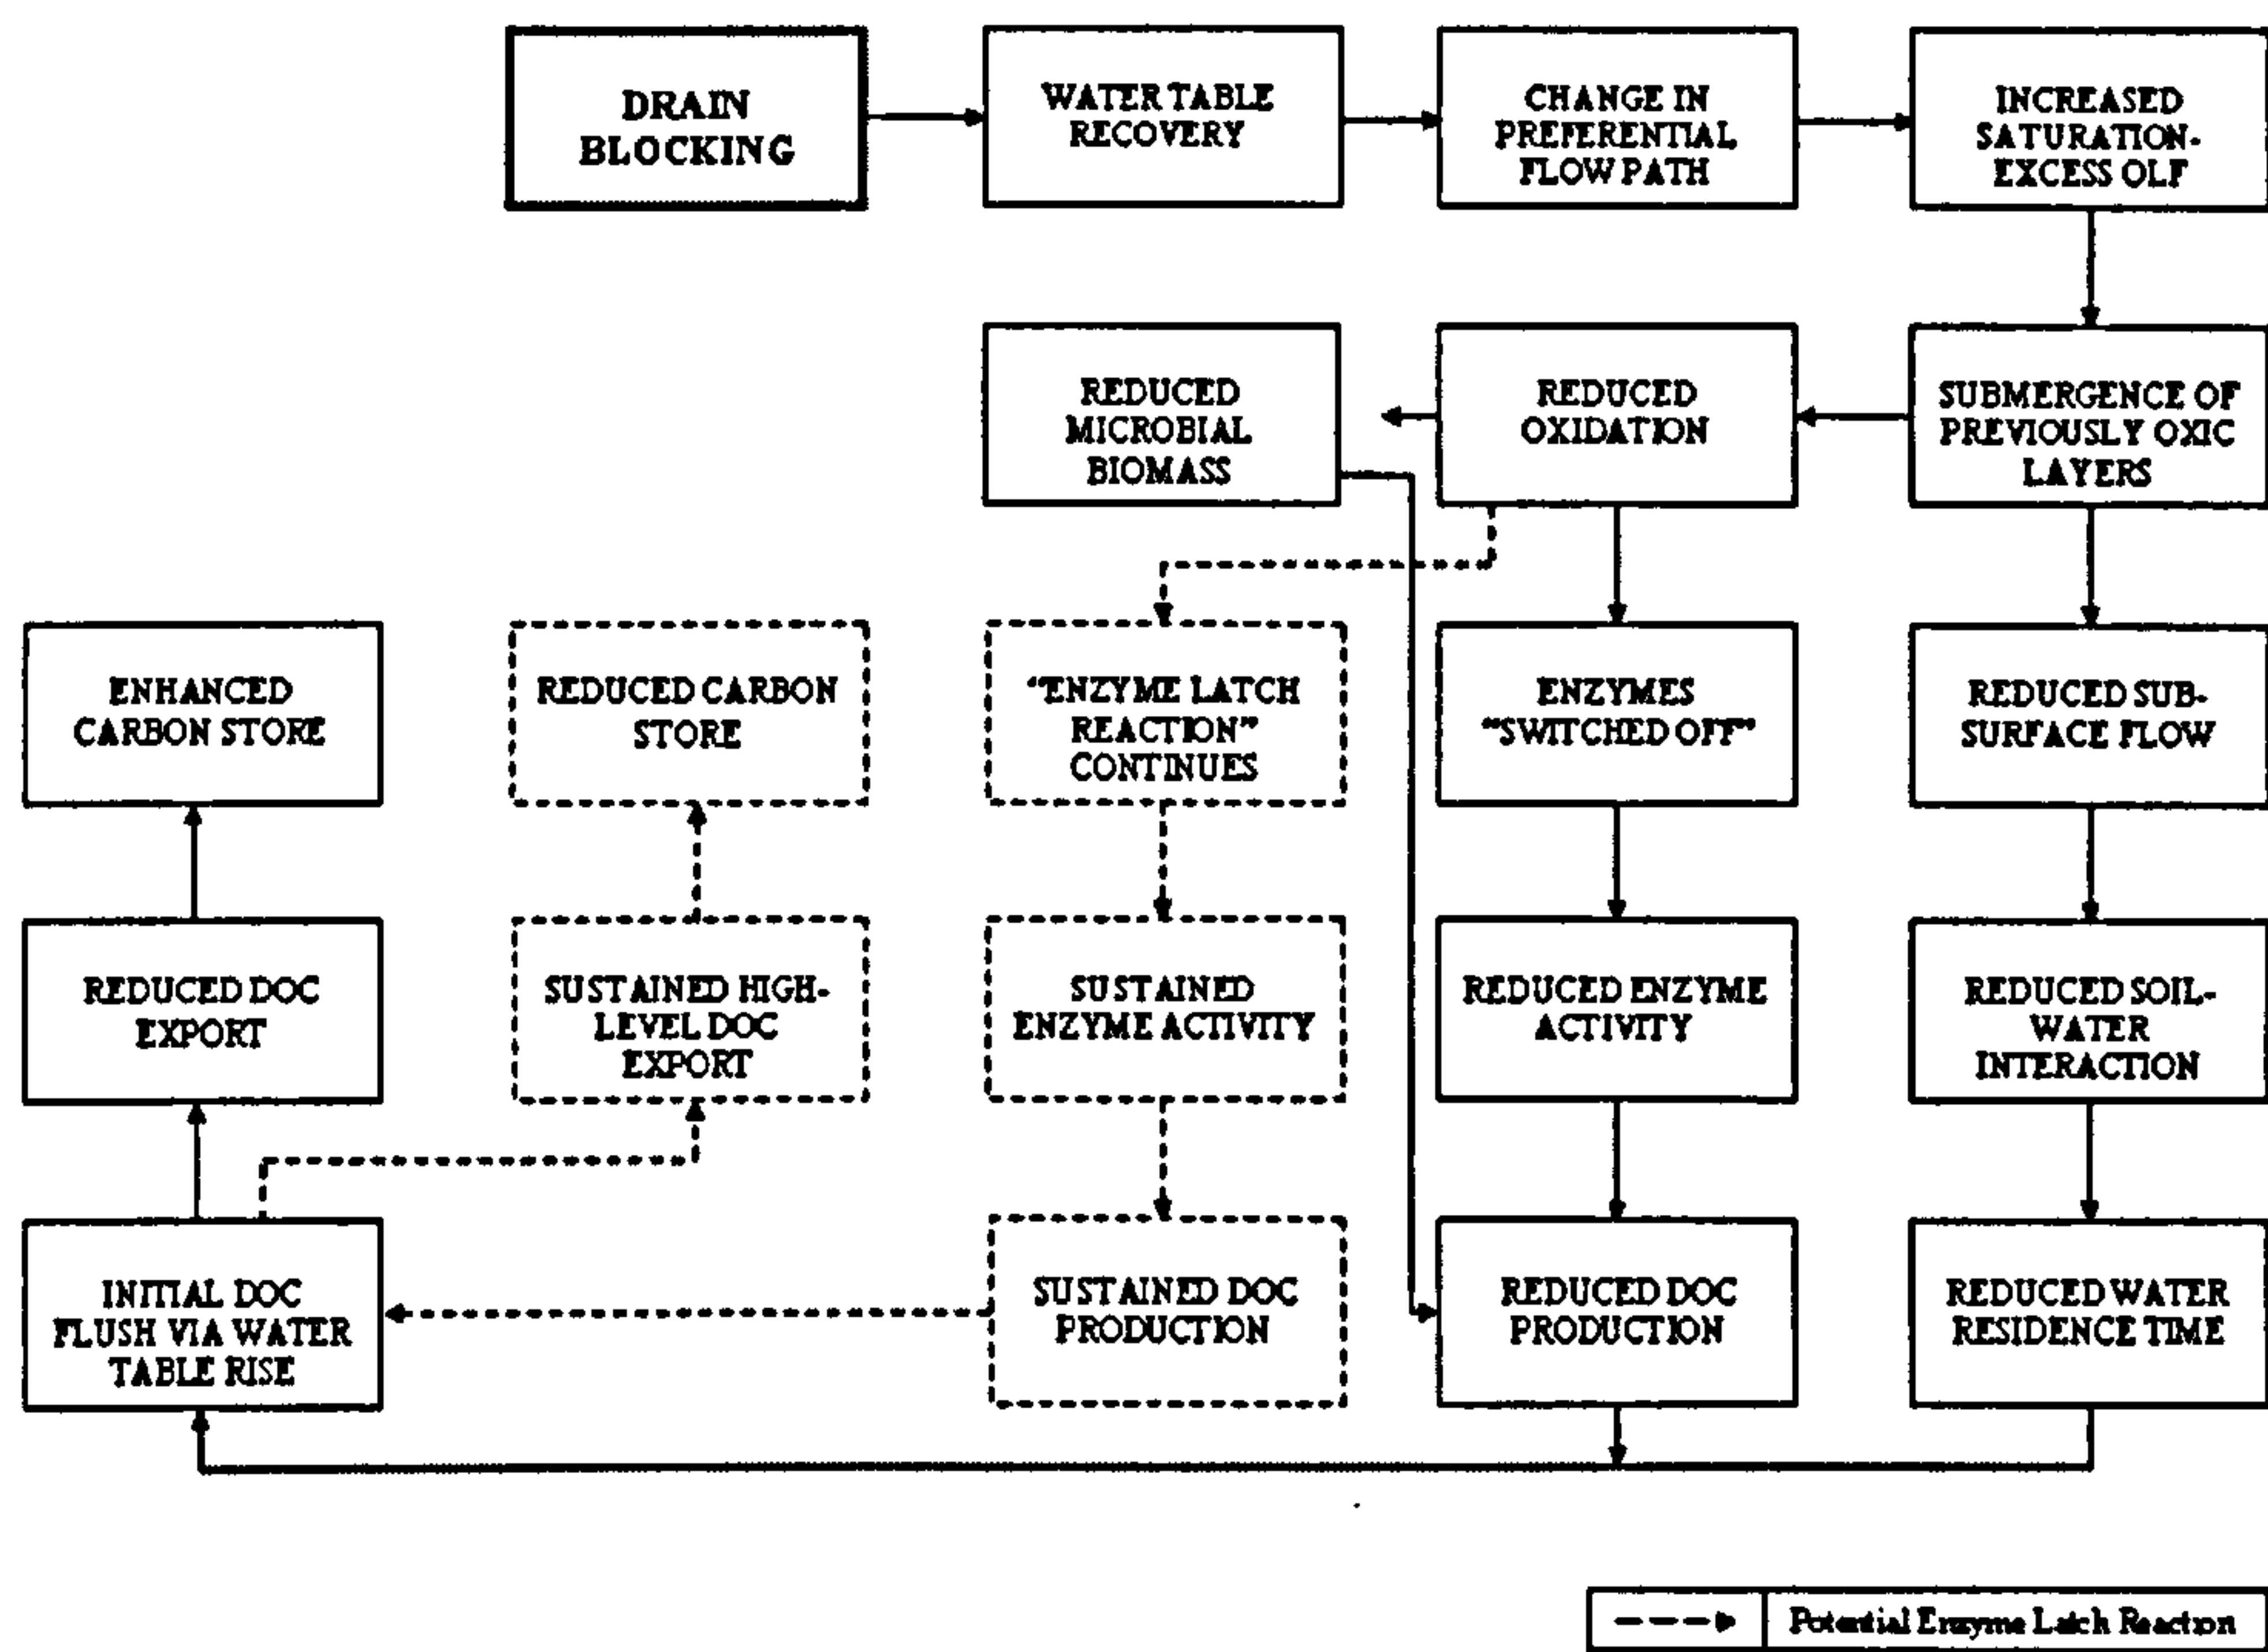 DRAIN
BLOCKING
WATER TABLE
RECOVERY
CHANGE IN
PREFERENTIAL
FLOW PATH
INCREASED
SATURATION-
EXCESS OLF
REDUCED
MICROBIAL
BIOMASS
REDUCED
OXIDATION
SUBMERGENCE OF
PREVIOUSLY OXIC
LAYERS
ENHANCED
CARBON STORE
REDUCED CARBON
STORE
"ENZYME LATCH
REACTION"
CONTINUES
ENZYMES
"SWITCHED OFF"
REDUCED SUB-
SURFACE FLOW
REDUCED DOC
EXPORT
SUSTAINED HIGH-
LEVEL DOC
EXPORT
SUSTAINED
ENZYME ACTIVITY
REDUCED ENZYME
ACTIVITY
REDUCED SOIL-
WATER
INTERACTION
INITIAL DOC
FLUSH VIA WATER
TABLE RISE
SUSTAINED DOC
PRODUCTION
REDUCED DOC
PRODUCTION
REDUCED WATER
RESIDENCE TIME
Potential Enzyme Latch Reaction